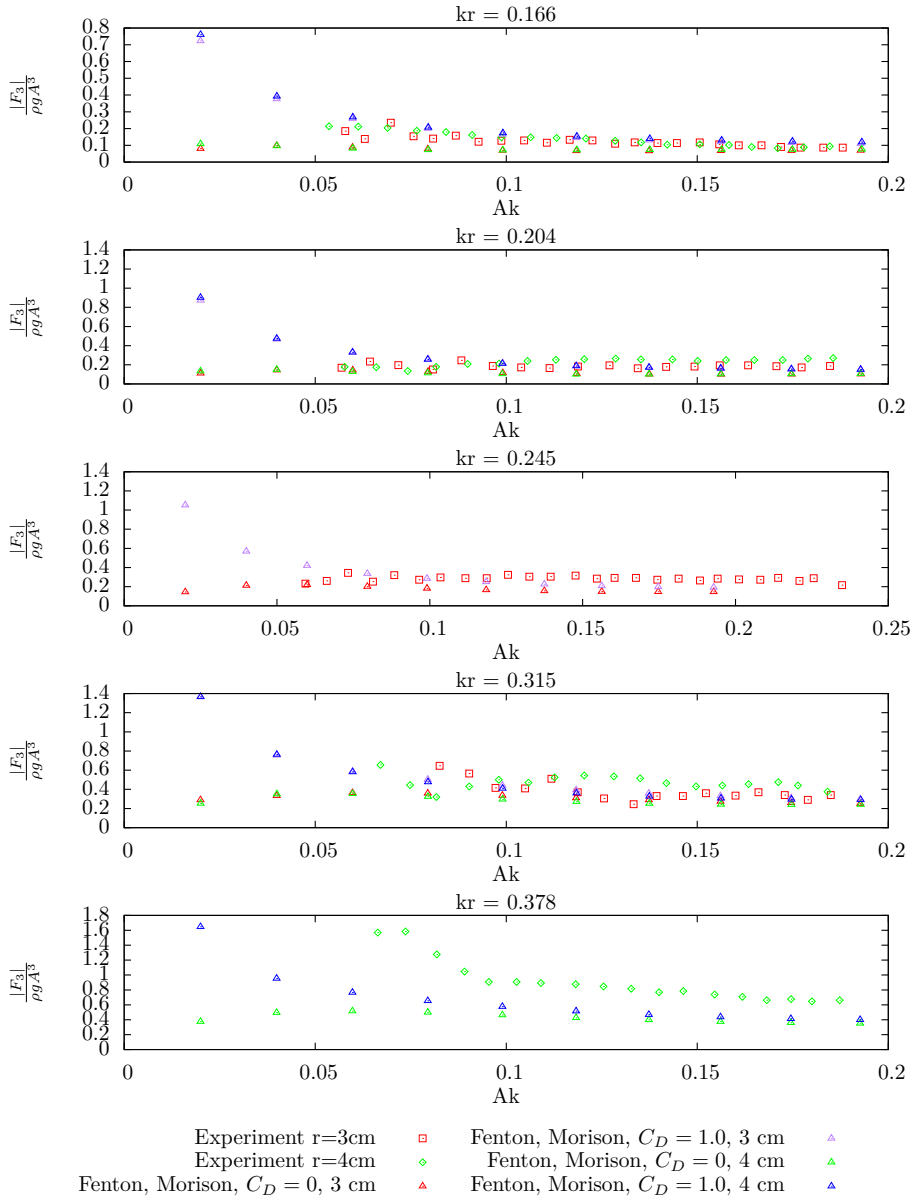 kr = 0.166
0.8
0.7
0.6
0.5
0.4
0.3
0.2
0.1
0
|F₃|
ρgA³
0 0.05 0.1 0.15 0.2
Ak
kr = 0.204
1.4
1.2
1
0.8
0.6
0.4
0.2
0
|F₃|
ρgA³
0 0.05 0.1 0.15 0.2
Ak
kr = 0.245
1.4
1.2
1
0.8
0.6
0.4
0.2
0
|F₃|
ρgA³
0 0.05 0.1 0.15 0.2 0.25
Ak
kr = 0.315
1.4
1.2
1
0.8
0.6
0.4
0.2
0
|F₃|
ρgA³
0 0.05 0.1 0.15 0.2
Ak
kr = 0.378
1.8
1.6
1.4
1.2
1
0.8
0.6
0.4
0.2
0
|F₃|
ρgA³
0 0.05 0.1 0.15 0.2
Ak
Experiment r=3cm
Experiment r=4cm
Fenton, Morison, C_D = 0, 3 cm
Fenton, Morison, C_D = 1.0, 3 cm
Fenton, Morison, C_D = 0, 4 cm
Fenton, Morison, C_D = 1.0, 4 cm